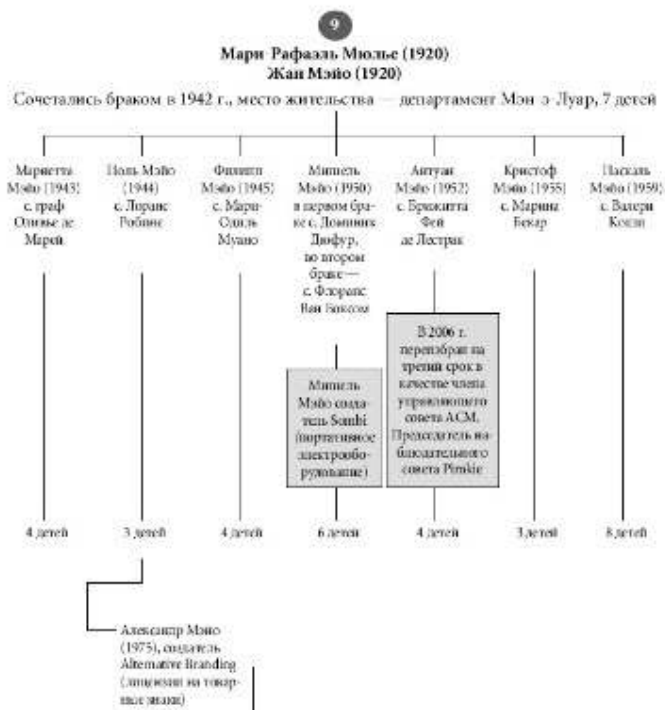 9
Мари-Рафаэль Мюлье (1920)
Жан Мэйо (1920)
Сочетались браком в 1942 г., место жительства — департамент Мэн-э-Луар, 7 детей
Мариетта
Мэйо (1943)
с. граф
Оливье де
Марей
Поль Мэйо
(1944)
с. Лоранс
Робине
Филипп
Мэйо (1945)
с. Мари-
Одиль
Муано
Мишель
Мэйо (1950)
в первом бра-
ке с. Доминик
Дюфур,
во втором
браке —
с. Флоранс
Ван Боксом
Антуан
Мэйо (1952)
с. Брижитта
Фей
де Лестрак
Кристоф
Мэйо (1955)
с. Марина
Бекар
Паскаль
Мэйо (1959)
с. Валери
Мишель
Мэйо созда-
тель Sombi
(портативное
электрообо-
рудование)
В 2006 г.
переизбран на
третий срок в
качестве члена
управляющего
совета АСМ.
Председатель на-
блюдательного
совета Pimkie
4 детей
3 детей
4 детей
6 детей
4 детей
3 детей
8 детей
Александр Мэйо
(1975), создатель
Alternative Branding
(лицензии на товар-
ные знаки)